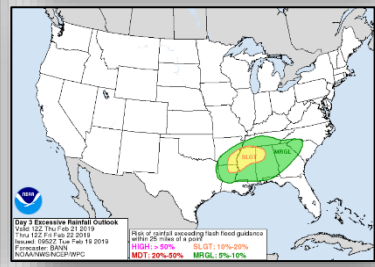 SLGT
MRGL
NOAA
Day 3 Excessive Rainfall Outlook
Valid 12Z Thu Feb 21 2019
Thru 12Z Fri Feb 22 2019
Issued: 0952Z Tue Feb 19 2019
Forecaster: BANN
NOAA/NWS/NCEP/WPC
Risk of rainfall exceeding flash flood guidance
within 25 miles of a point
HIGH: > 50% SLGT: 10%-20%
MDT: 20%-50% MRGL: 5%-10%